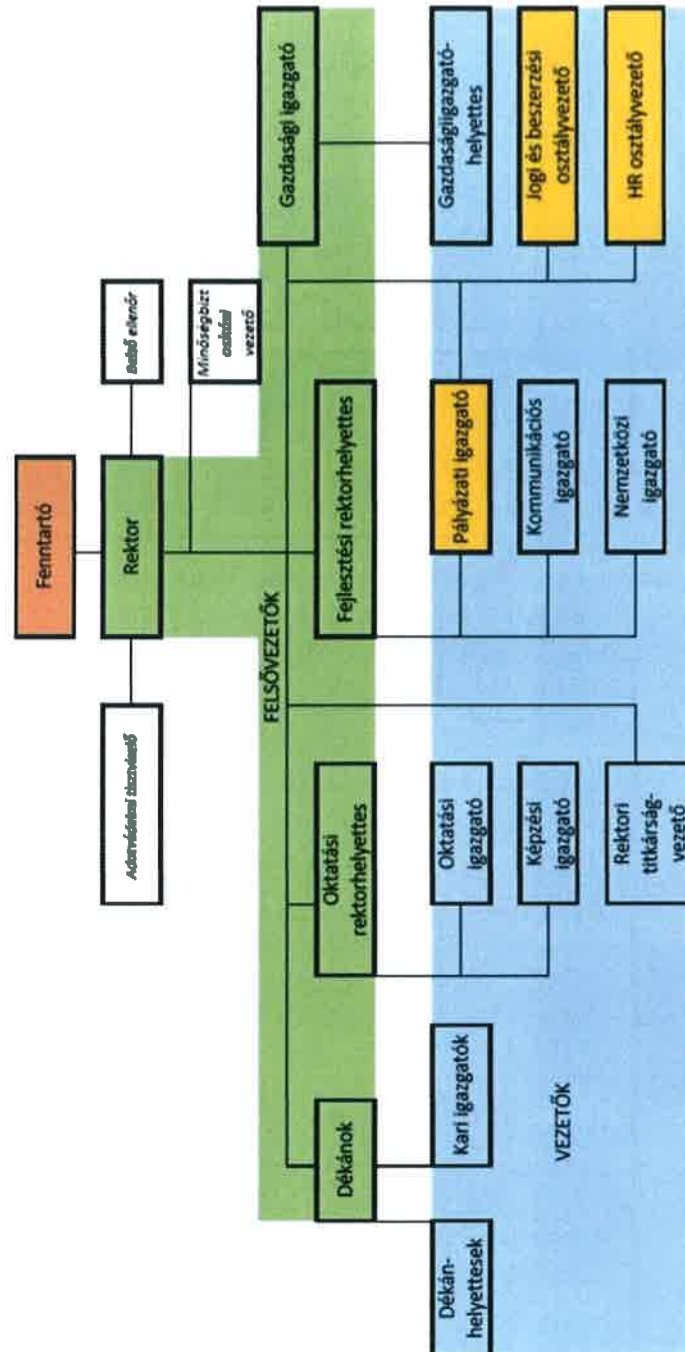 Fenntartó
Adatvédelmi tisztviselő
Rektor
Belső ellenőr
Minőségbizt
osítási
vezető
FELSŐVEZETŐK
Dékánok
Oktatási
rektorhelyettes
Fejlesztési rektorhelyettes
Gazdasági igazgató
Dékán-
helyettesek
Kari igazgatók
Oktatási
igazgató
Képzési
igazgató
Rektori
titkárság-
vezető
Pályázati igazgató
Kommunikációs
igazgató
Nemzetközi
igazgató
Gazdaságiigazgató-
helyettes
Jogi és beszerzési
osztályvezető
HR osztályvezető
VEZETŐK